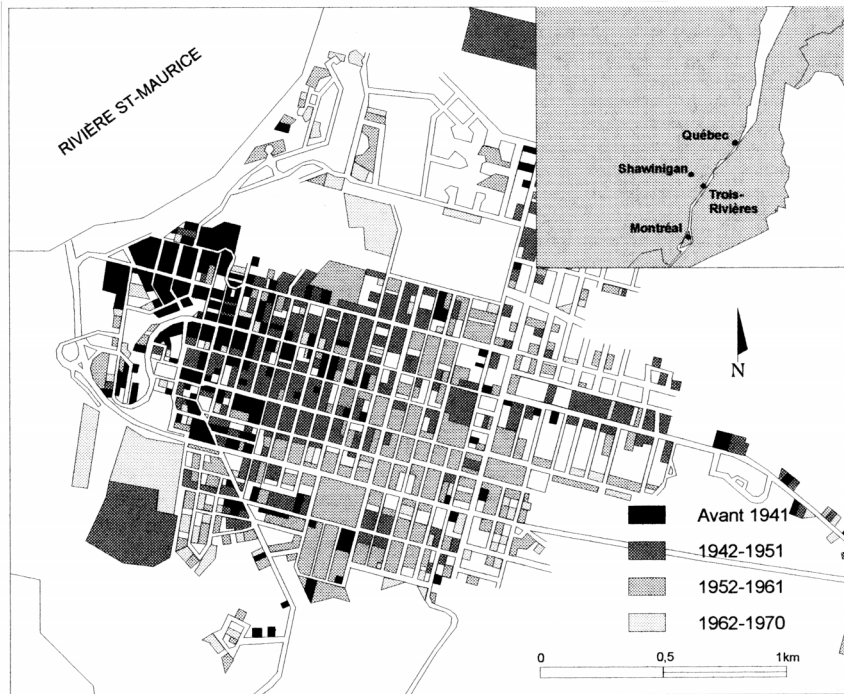 RIVIÈRE ST-MAURICE
Québec
Shawinigan
Trois-
Rivières
Montréal
N
Avant 1941
1942-1951
1952-1961
1962-1970
0
0,5
1km